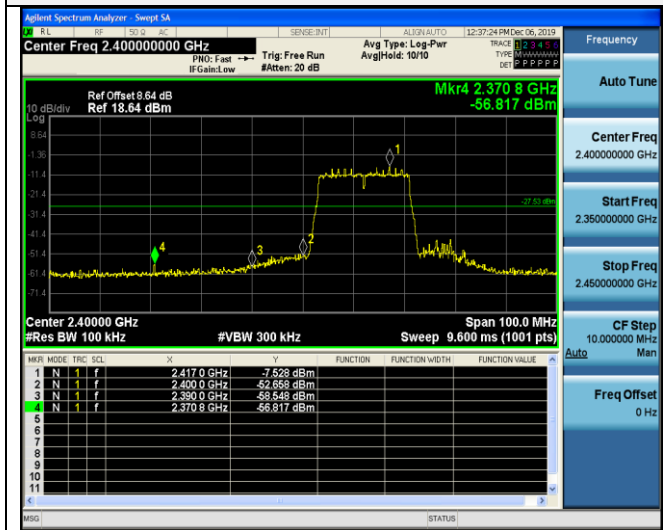 Agilent Spectrum Analyzer - Swept SA
RL RF 50 Ω AC SENSE:INT ALIGN AUTO 12:37:24 PM Dec 06, 2019
Center Freq 2.400000000 GHz
PNO: Fast
IFGain:Low
Trig: Free Run
#Atten: 20 dB
Avg Type: Log-Pwr
Avg|Hold: 10/10
TRACE 1 2 3 4 5 6
TYPE
DET P P P P P P
Frequency
Auto Tune
Center Freq
2.400000000 GHz
Start Freq
2.350000000 GHz
Stop Freq
2.450000000 GHz
CF Step
10.000000 MHz
Auto Man
Freq Offset
0 Hz
Ref Offset 8.64 dB
10 dB/div Ref 18.64 dBm
Log
Mkr4 2.370 8 GHz
-56.817 dBm
8.64
-1.36
-11.4
-21.4
-31.4
-41.4
-51.4
-61.4
-71.4
1
-27.53 dBm
2
3
4
Center 2.40000 GHz Span 100.0 MHz
#Res BW 100 kHz #VBW 300 kHz Sweep 9.600 ms (1001 pts)
MKR MODE TRC SCL X Y FUNCTION FUNCTION WIDTH FUNCTION VALUE
1 N 1 f 2.417 0 GHz -7.528 dBm
2 N 1 f 2.400 0 GHz -52.658 dBm
3 N 1 f 2.390 0 GHz -58.548 dBm
4 N 1 f 2.370 8 GHz -56.817 dBm
5
6
7
8
9
10
11
MSG STATUS